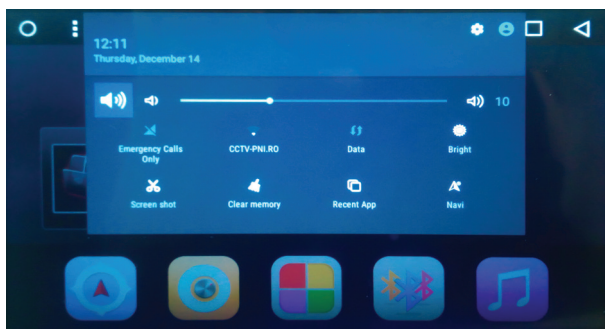 12:11
Thursday, December 14
10
Emergency Calls Only
CCTV-PNI.RO
Data
Bright
Screen shot
Clear memory
Recent App
Navi